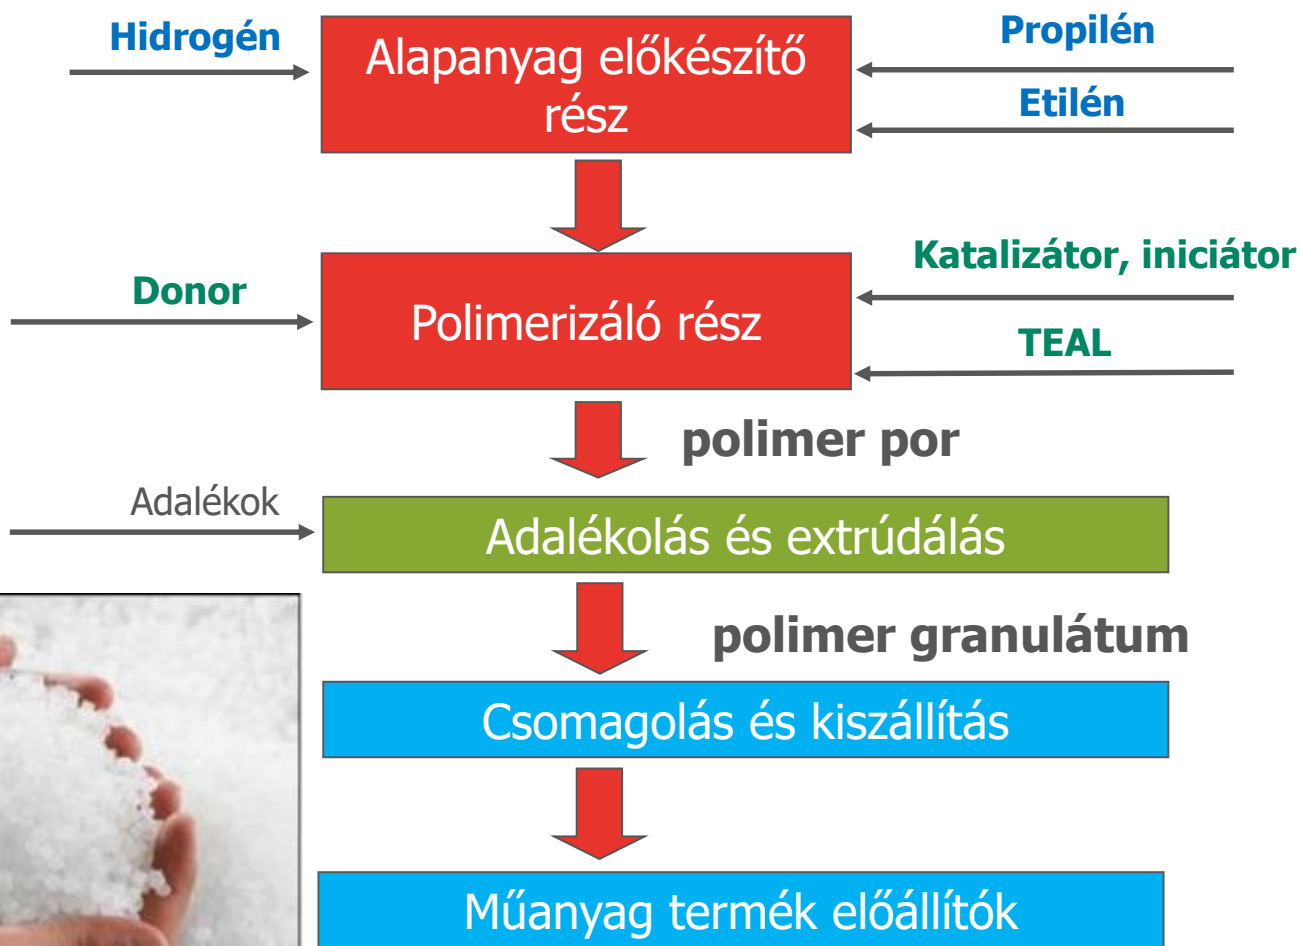 Hidrogén
Alapanyag előkészítő
rész
Propilén
Etilén
Donor
Polimerizáló rész
Katalizátor, iniciátor
TEAL
polimer por
Adalékok
Adalékolás és extrúdálás
polimer granulátum
Csomagolás és kiszállítás
Műanyag termék előállítók